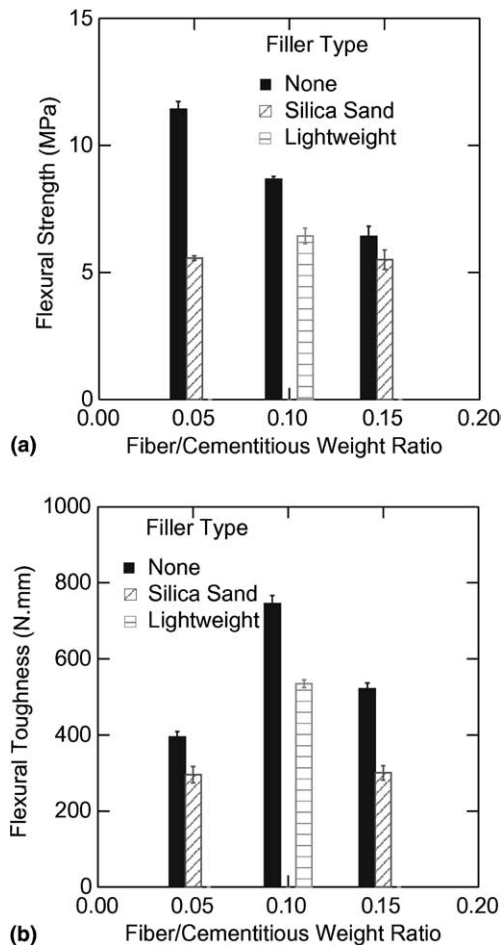 15
10
5
0
Flexural Strength (MPa)
Filler Type
None
Silica Sand
Lightweight
0.00 0.05 0.10 0.15 0.20
(a) Fiber/Cementitious Weight Ratio
1000
800
600
400
200
0
Flexural Toughness (N.mm)
Filler Type
None
Silica Sand
Lightweight
0.00 0.05 0.10 0.15 0.20
(b) Fiber/Cementitious Weight Ratio